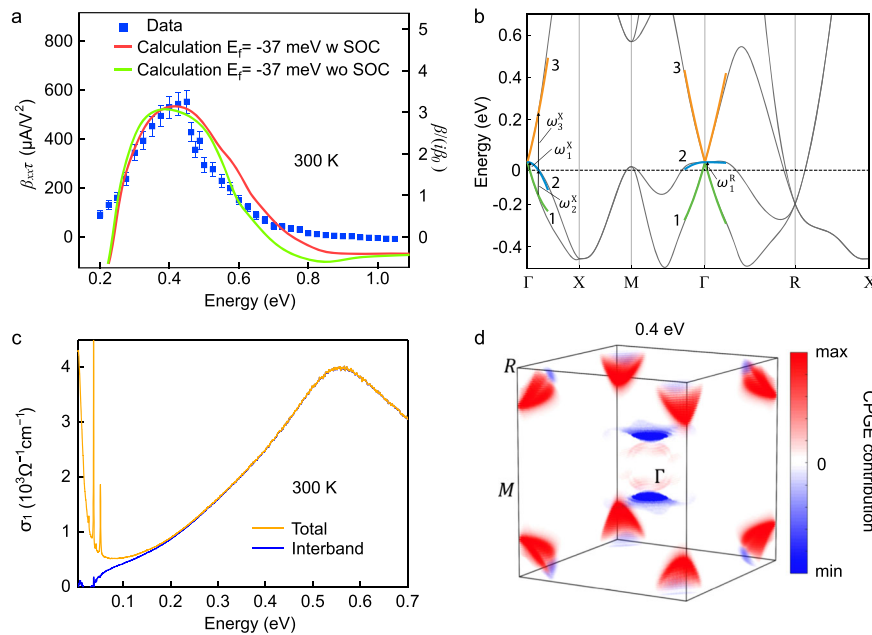 a
Data
Calculation E_f= -37 meV w SOC
Calculation E_f= -37 meV wo SOC
800
600
400
200
0
β_xxτ (μA/V²)
5
4
3
2
1
0
β/(iβ₀)
300 K
0.2
0.4
0.6
0.8
1.0
Energy (eV)
b
0.6
0.4
0.2
0
-0.2
-0.4
Energy (eV)
3
ω₃^X
ω₁^X
2
ω₂^X
1
3
2
ω₁^R
1
Γ
X
M
Γ
R
X
c
4
3
2
1
0
σ₁ (10³Ω⁻¹cm⁻¹)
300 K
Total
Interband
0.1
0.2
0.3
0.4
0.5
0.6
0.7
Energy (eV)
d
0.4 eV
R
M
Γ
max
0
min
CPGE contribution